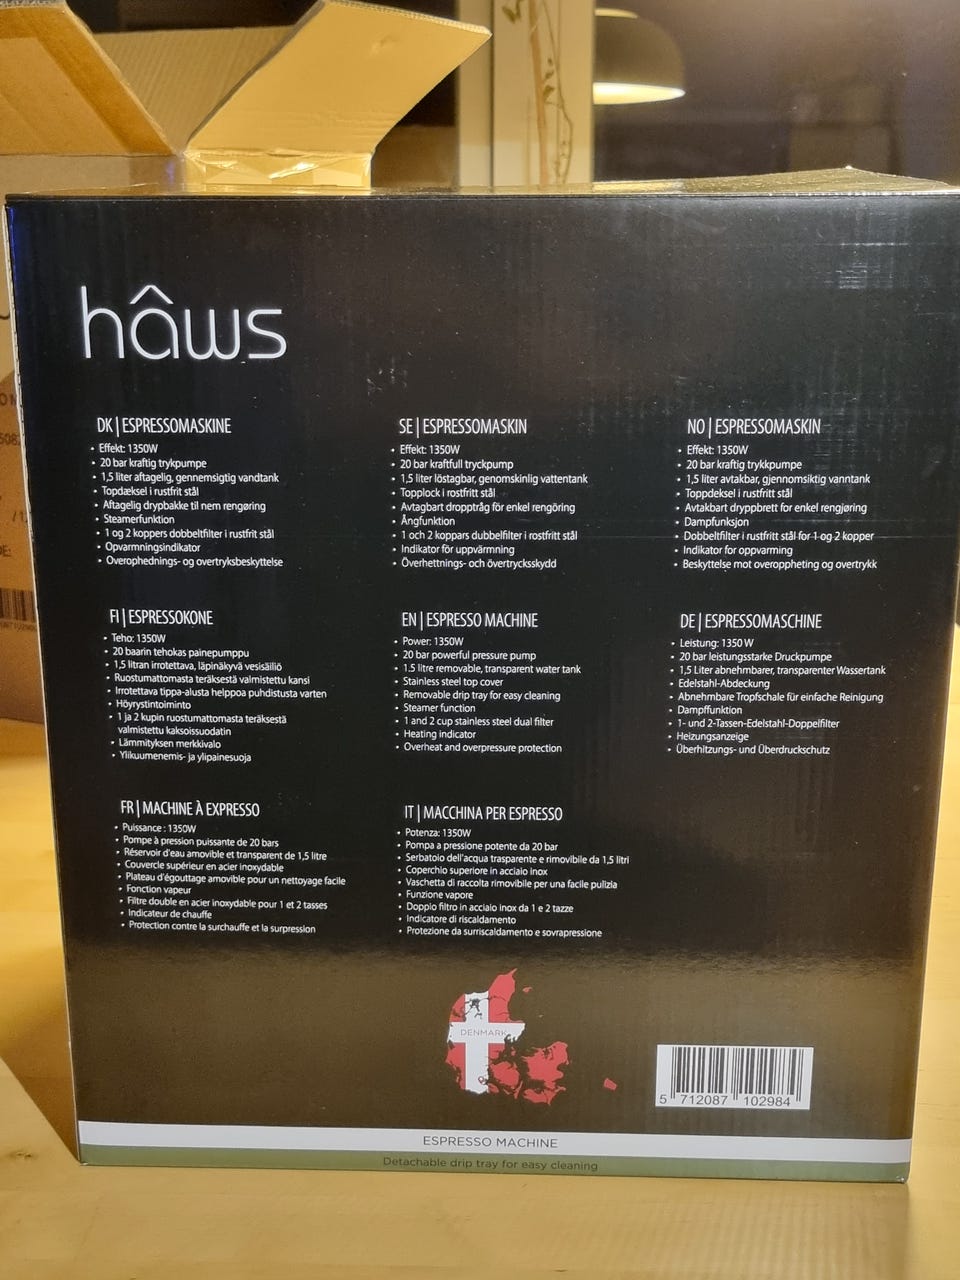 hâws
DK | ESPRESSOMASKINE
• Effekt: 1350W
• 20 bar kraftig trykpumpe
• 1,5 liter aftagelig, gennemsigtig vandtank
• Topdæksel i rustfrit stål
• Aftagelig drypbakke til nem rengøring
• Steamerfunktion
• 1 og 2 koppers dobbeltfilter i rustfrit stål
• Opvarmningsindikator
• Overophednings- og overtryksbeskyttelse
SE | ESPRESSOMASKIN
• Effekt: 1350W
• 20 bar kraftfull tryckpump
• 1,5 liter löstagbar, genomskinlig vattentank
• Topplock i rostfritt stål
• Avtagbart dropptråg för enkel rengöring
• Ångfunktion
• 1 och 2 koppars dubbelfilter i rostfritt stål
• Indikator för uppvärmning
• Överhettnings- och övertrycksskydd
NO | ESPRESSOMASKIN
• Effekt: 1350W
• 20 bar kraftig trykkpumpe
• 1,5 liter avtakbar, gjennomsiktig vanntank
• Toppdeksel i rustfritt stål
• Avtakbart dryppbrett for enkel rengjøring
• Dampfunksjon
• Dobbeltfilter i rustfritt stål for 1 og 2 kopper
• Indikator for oppvarming
• Beskyttelse mot overoppheting og overtrykk
FI | ESPRESSOKONE
• Teho: 1350W
• 20 baarin tehokas painepumppu
• 1,5 litran irrotettava, läpinäkyvä vesisäiliö
• Ruostumattomasta teräksestä valmistettu kansi
• Irrotettava tippa-alusta helppoa puhdistusta varten
• Höyrystintoiminto
• 1 ja 2 kupin ruostumattomasta teräksestä
valmistettu kaksoissuodatin
• Lämmityksen merkkivalo
• Ylikuumenemis- ja ylipainesuoja
EN | ESPRESSO MACHINE
• Power: 1350W
• 20 bar powerful pressure pump
• 1.5 litre removable, transparent water tank
• Stainless steel top cover
• Removable drip tray for easy cleaning
• Steamer function
• 1 and 2 cup stainless steel dual filter
• Heating indicator
• Overheat and overpressure protection
DE | ESPRESSOMASCHINE
• Leistung: 1350 W
• 20 bar leistungsstarke Druckpumpe
• 1,5 Liter abnehmbarer, transparenter Wassertank
• Edelstahl-Abdeckung
• Abnehmbare Tropfschale für einfache Reinigung
• Dampffunktion
• 1- und 2-Tassen-Edelstahl-Doppelfilter
• Heizungsanzeige
• Überhitzungs- und Überdruckschutz
FR | MACHINE À EXPRESSO
• Puissance : 1350W
• Pompe à pression puissante de 20 bars
• Réservoir d'eau amovible et transparent de 1,5 litre
• Couvercle supérieur en acier inoxydable
• Plateau d'égouttage amovible pour un nettoyage facile
• Fonction vapeur
• Filtre double en acier inoxydable pour 1 et 2 tasses
• Indicateur de chauffe
• Protection contre la surchauffe et la surpression
IT | MACCHINA PER ESPRESSO
• Potenza: 1350W
• Pompa a pressione potente da 20 bar
• Serbatoio dell'acqua trasparente e rimovibile da 1,5 litri
• Coperchio superiore in acciaio inox
• Vaschetta di raccolta rimovibile per una facile pulizia
• Funzione vapore
• Doppio filtro in acciaio inox da 1 e 2 tazze
• Indicatore di riscaldamento
• Protezione da surriscaldamento e sovrapressione
DENMARK
5 712087 102984
ESPRESSO MACHINE
Detachable drip tray for easy cleaning